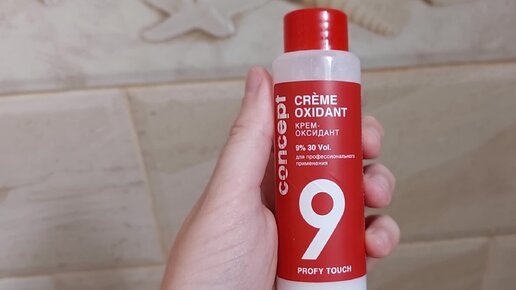 concept
CRÈME
OXIDANT
КРЕМ-
ОКСИДАНТ
9% 30 Vol.
для профессионального
применения
9
PROFY TOUCH